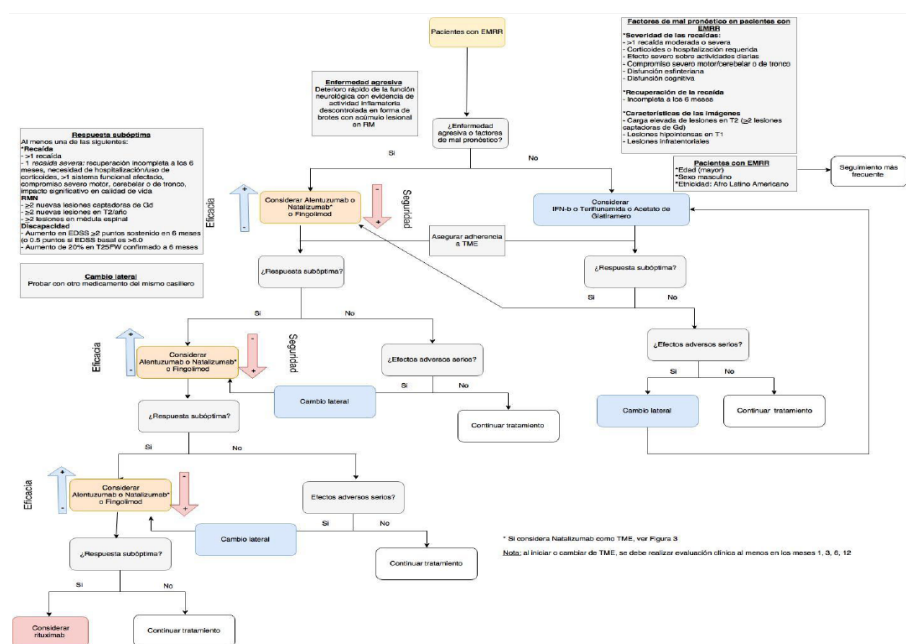 Pacientes con EMRR
Factores de mal pronóstico en pacientes con
EMRR
*Severidad de las recaídas:
- >1 recaída moderada o severa
- Corticoides o hospitalización requerida
- Efecto severo sobre actividades diarias
- Compromiso severo motor/cerebelar o de tronco
- Disfunción esfinteriana
- Disfunción cognitiva
*Recuperación de la recaída
- Incompleta a los 6 meses
*Características de las imágenes
- Carga elevada de lesiones en T2 (≥2 lesiones
captadoras de Gd)
- Lesiones hipointensas en T1
- Lesiones infratentoriales
Enfermedad agresiva
Deterioro rápido de la función
neurológica con evidencia de
actividad inflamatoria
descontrolada en forma de
brotes con acúmulo lesional
en RM
¿Enfermedad
agresiva o factores
de mal pronóstico?
Si
No
Pacientes con EMRR
*Edad (mayor)
*Sexo masculino
*Etnicidad: Afro Latino Americano
Seguimiento más
frecuente
Respuesta subóptima
Al menos una de las siguientes:
*Recaída
- >1 recaída
- 1 recaída severa: recuperación incompleta a los 6
meses, necesidad de hospitalización/uso de
corticoides, >1 sistema funcional afectado,
compromiso severo motor, cerebelar o de tronco,
impacto significativo en calidad de vida
RMN
- ≥2 nuevas lesiones captadoras de Gd
- ≥2 nuevas lesiones en T2/año
- ≥2 lesiones en médula espinal
Discapacidad
- Aumento en EDSS ≥2 puntos sostenido en 6 meses
(o 0.5 puntos si EDSS basal es >6.0
- Aumento de 20% en T25FW confirmado a 6 meses
Cambio lateral
Probar con otro medicamento del mismo casillero
Eficacia
+
-
Considerar Alentuzumab o
Natalizumab*
o Fingolimod
-
+
Seguridad
Considerar
IFN-b o Teriflunamida o Acetato de
Glatiramero
Asegurar adherencia
a TME
¿Respuesta subóptima?
¿Respuesta subóptima?
Si
No
Si
No
Eficacia
+
-
Considerar
Alentuzumab o Natalizumab*
o Fingolimod
-
+
Seguridad
¿Efectos adversos serios?
¿Efectos adversos serios?
Si
No
Si
No
Cambio lateral
Continuar tratamiento
Cambio lateral
Continuar tratamiento
¿Respuesta subóptima?
Si
No
Eficacia
+
-
Considerar
Alentuzumab o Natalizumab*
o Fingolimod
-
+
Efectos adversos serios?
Si
No
Cambio lateral
Continuar tratamiento
¿Respuesta subóptima?
Si
No
Considerar
rituximab
Continuar tratamiento
* Si considera Natalizumab como TME, ver Figura 3
Nota: al iniciar o cambiar de TME, se debe realizar evaluación clínica al menos en los meses 1, 3, 6, 12